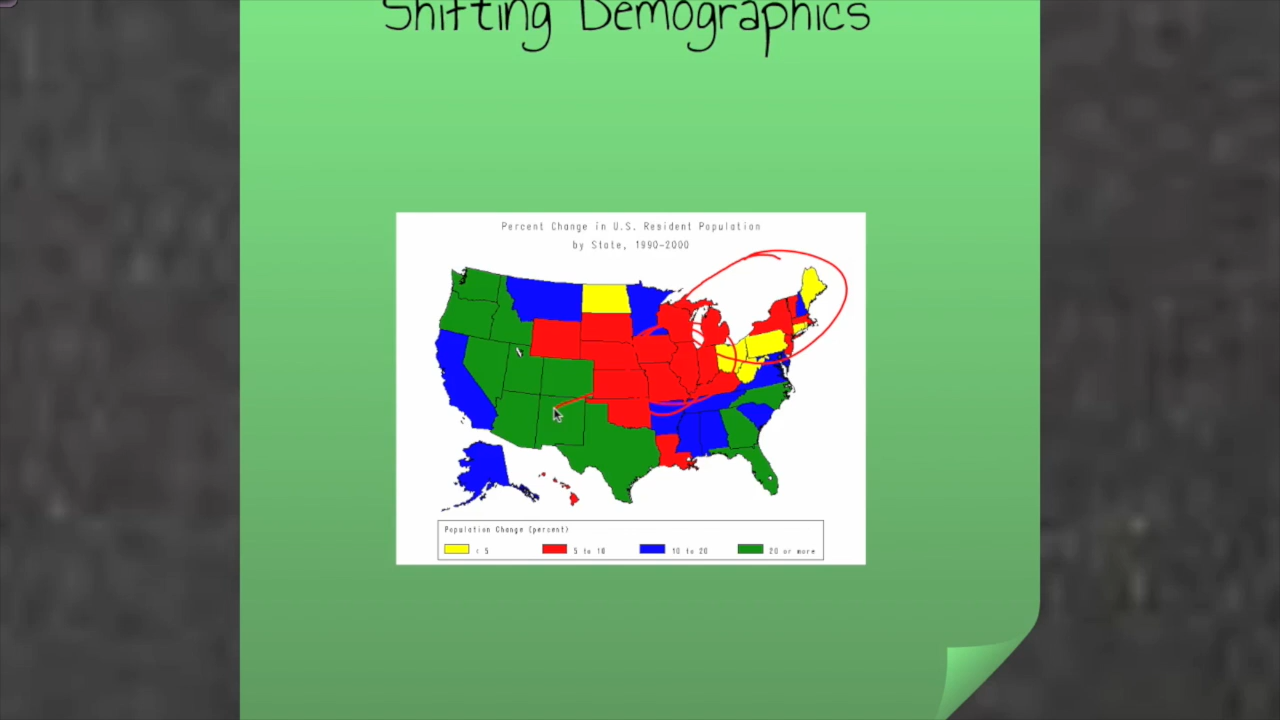 Shifting Demographics
Percent Change in U.S. Resident Population
by State, 1990-2000
Population Change (percent)
< 5
5 to 10
10 to 20
20 or more